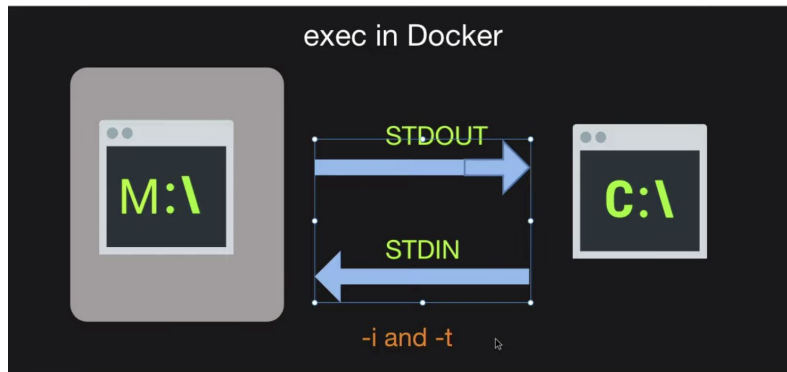 exec in Docker
STDOUT
M:\
C:\
STDIN
-i and -t